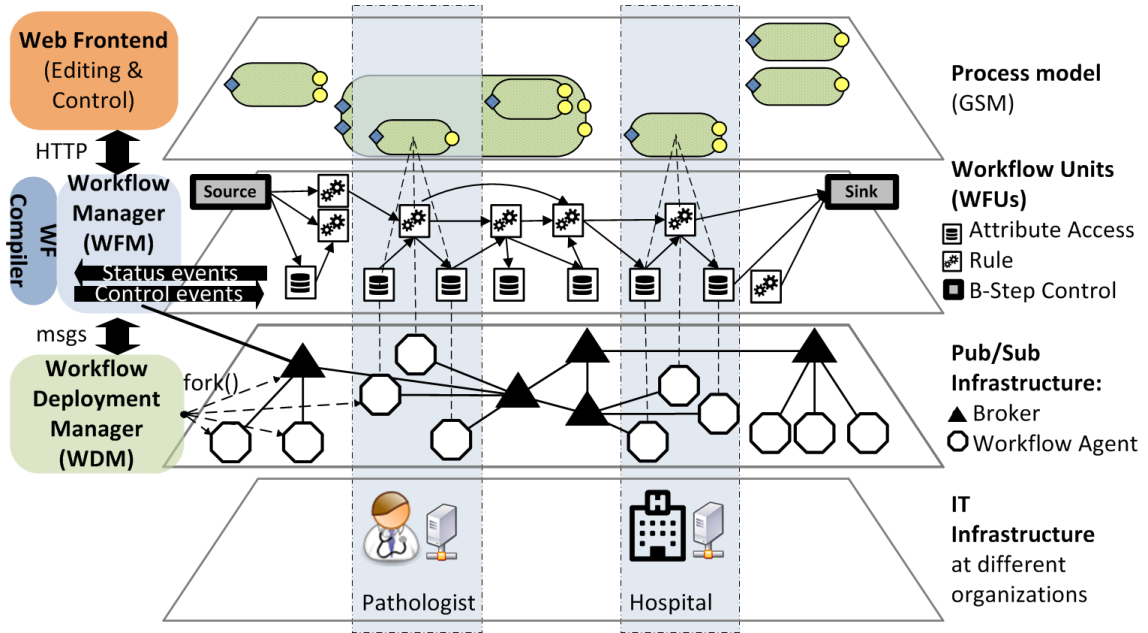 Web Frontend
(Editing &
Control)
HTTP
WF
Compiler
Workflow
Manager
(WFM)
Status events
Control events
msgs
Workflow
Deployment
Manager
(WDM)
fork()
Source
Sink
Pathologist
H
Hospital
Process model
(GSM)
Workflow Units
(WFUs)
Attribute Access
Rule
B-Step Control
Pub/Sub
Infrastructure:
Broker
Workflow Agent
IT
Infrastructure
at different
organizations